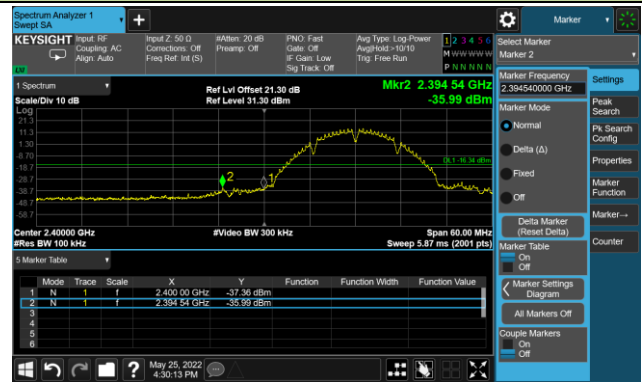 Spectrum Analyzer 1
Swept SA
Marker
KEYSIGHT
Input: RF
Coupling: AC
Align: Auto
Input Z: 50 Ω
Corrections: Off
Freq Ref: Int (S)
#Atten: 20 dB
Preamp: Off
PNO: Fast
Gate: Off
IF Gain: Low
Sig Track: Off
Avg Type: Log-Power
Avg|Hold:>10/10
Trig: Free Run
1 2 3 4 5 6
M W W W W W
P N N N N N
Select Marker
Marker 2
1 Spectrum
Scale/Div 10 dB
Ref Lvl Offset 21.30 dB
Ref Level 31.30 dBm
Mkr2 2.394 54 GHz
-35.99 dBm
Log
21.3
11.3
1.30
-8.70
-18.7
-28.7
-38.7
-48.7
-58.7
DL1 -16.34 dBm
2
1
Center 2.40000 GHz
#Res BW 100 kHz
#Video BW 300 kHz
Span 60.00 MHz
Sweep 5.87 ms (2001 pts)
5 Marker Table
Mode Trace Scale X Y Function Function Width Function Value
1 N 1 f 2.400 00 GHz -37.36 dBm
2 N 1 f 2.394 54 GHz -35.99 dBm
3
4
5
6
Marker Frequency
2.394540000 GHz
Marker Mode
Normal
Delta (Δ)
Fixed
Off
Delta Marker
(Reset Delta)
Marker Table
On
Off
Marker Settings
Diagram
All Markers Off
Couple Markers
On
Off
Settings
Peak
Search
Pk Search
Config
Properties
Marker
Function
Marker→
Counter
May 25, 2022
4:30:13 PM